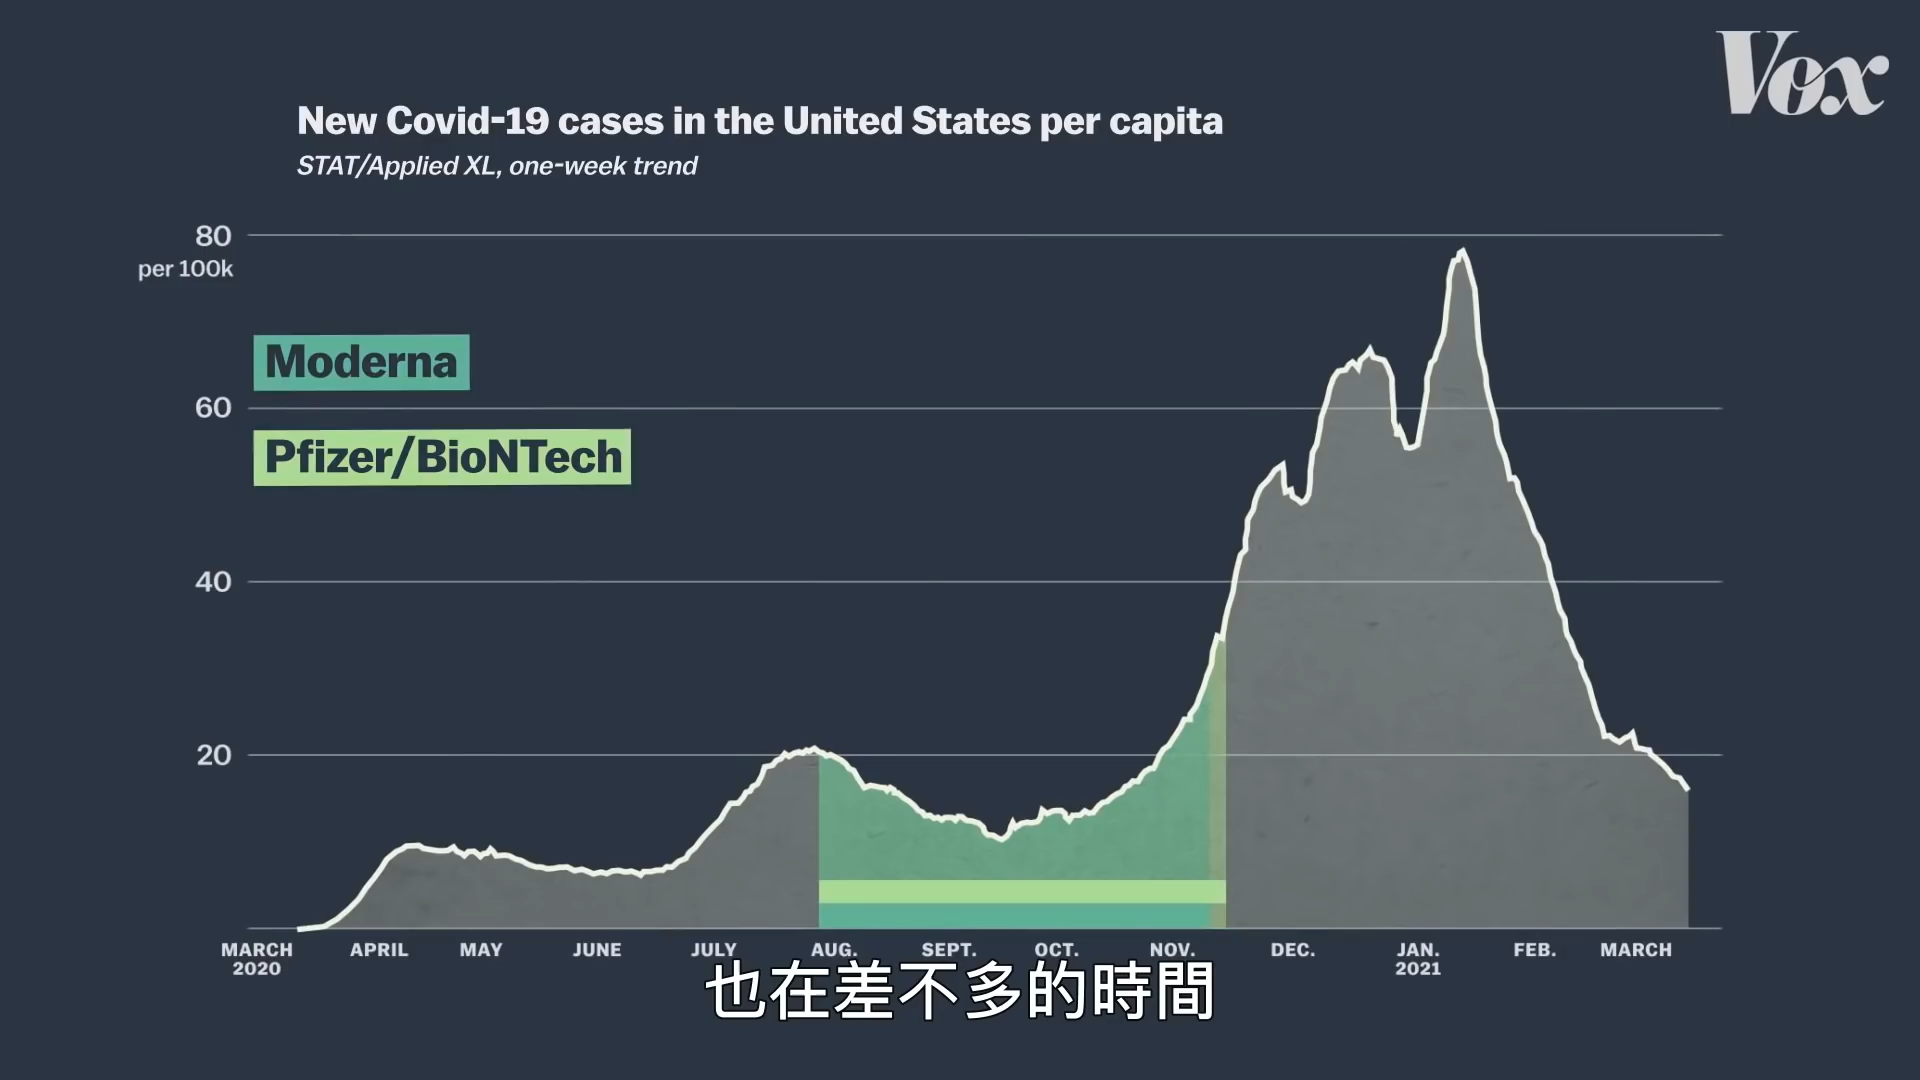 Vox
New Covid-19 cases in the United States per capita
STAT/Applied XL, one-week trend
80
per 100k
Moderna
60
Pfizer/BioNTech
40
20
MARCH APRIL MAY JUNE JULY AUG. SEPT. OCT. NOV. DEC. JAN. FEB. MARCH
2020 2021
也在差不多的時間